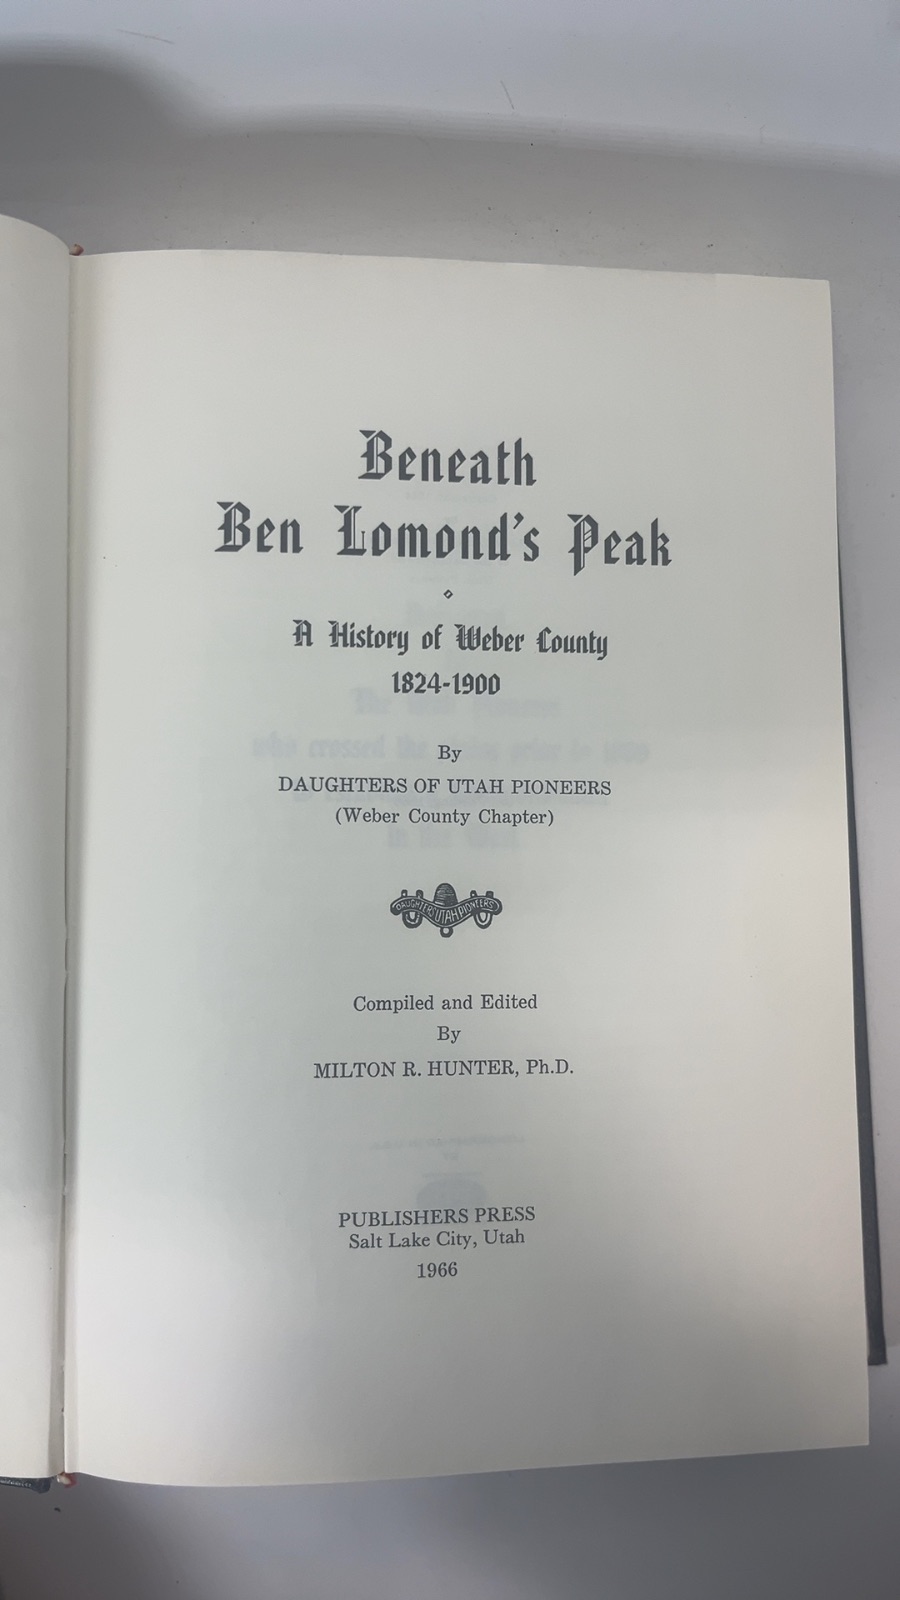 Beneath
Ben Lomond's Peak
A History of Weber County
1824-1900
By
DAUGHTERS OF UTAH PIONEERS
(Weber County Chapter)
DAUGHTERS UTAH PIONEERS
Compiled and Edited
By
MILTON R. HUNTER, Ph.D.
PUBLISHERS PRESS
Salt Lake City, Utah
1966